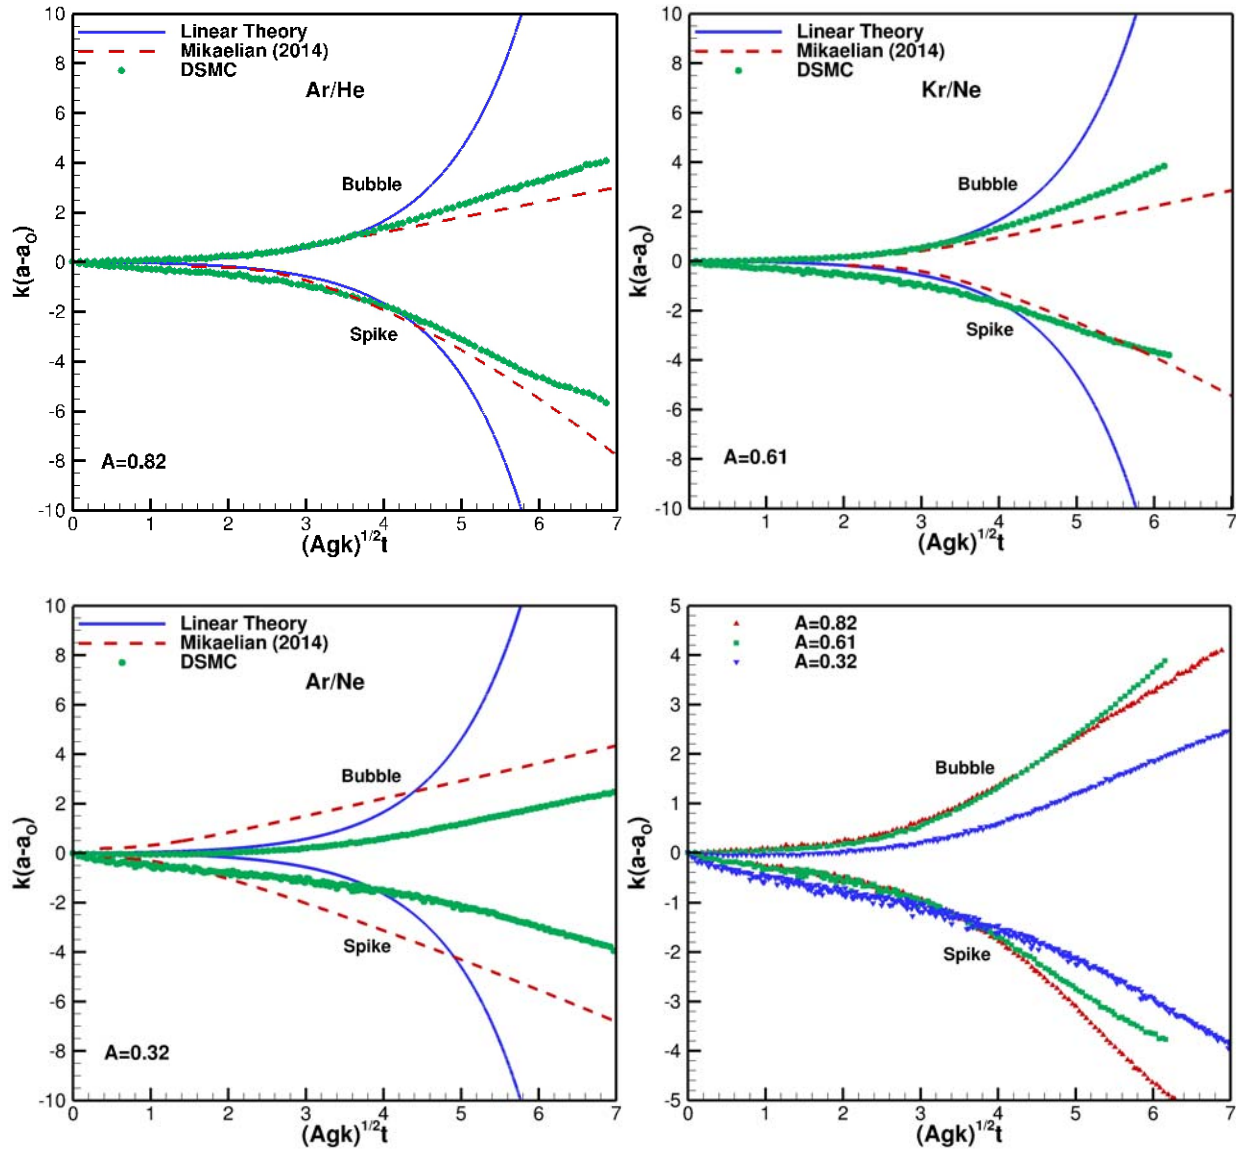 Linear Theory
Mikaelian (2014)
DSMC
Ar/He
Bubble
Spike
A=0.82
k(a-a₀)
10
8
6
4
2
0
-2
-4
-6
-8
-10
0 1 2 3 4 5 6 7
(Agk)^1/2 t
Linear Theory
Mikaelian (2014)
DSMC
Kr/Ne
Bubble
Spike
A=0.61
k(a-a₀)
10
8
6
4
2
0
-2
-4
-6
-8
-10
1 2 3 4 5 6 7
(Agk)^1/2 t
Linear Theory
Mikaelian (2014)
DSMC
Ar/Ne
Bubble
Spike
A=0.32
k(a-a₀)
10
8
6
4
2
0
-2
-4
-6
-8
-10
0 1 2 3 4 5 6 7
(Agk)^1/2 t
A=0.82
A=0.61
A=0.32
Bubble
Spike
k(a-a₀)
5
4
3
2
1
0
-1
-2
-3
-4
-5
0 1 2 3 4 5 6 7
(Agk)^1/2 t